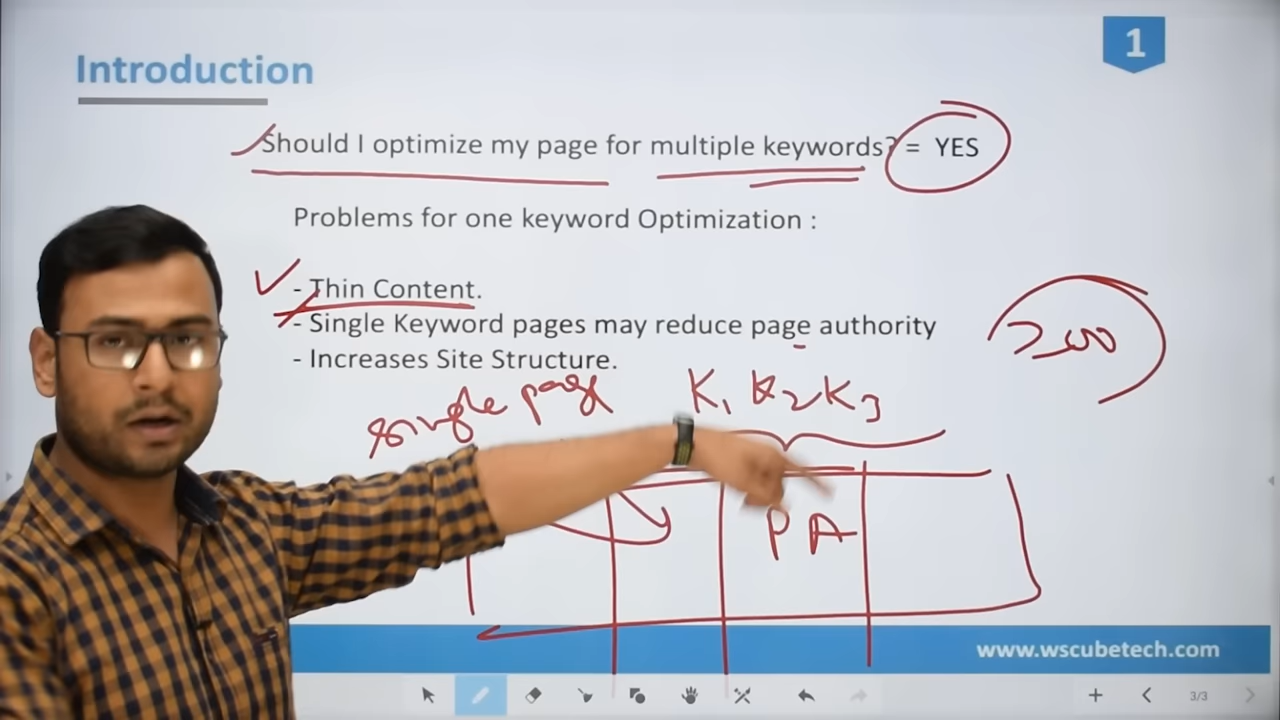 Introduction
1
Should I optimize my page for multiple keywords? = YES
Problems for one keyword Optimization :
- Thin Content.
- Single Keyword pages may reduce page authority
- Increases Site Structure.
single page
K1 K2 K3
P A
www.wscubetech.com
3/3